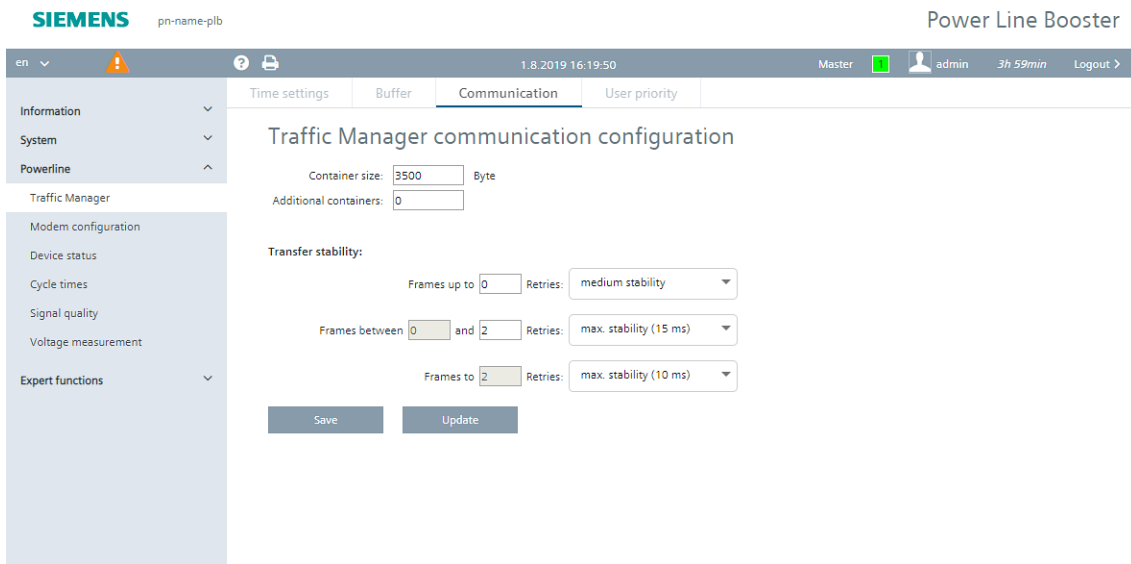 SIEMENS pn-name-plb Power Line Booster
en ? 1.8.2019 16:19:50 Master 1 admin 3h 59min Logout
Time settings Buffer Communication User priority
Information
System
Powerline
Traffic Manager
Modem configuration
Device status
Cycle times
Signal quality
Voltage measurement
Expert functions
Traffic Manager communication configuration
Container size: 3500 Byte
Additional containers: 0
Transfer stability:
Frames up to 0 Retries: medium stability
Frames between 0 and 2 Retries: max. stability (15 ms)
Frames to 2 Retries: max. stability (10 ms)
Save Update